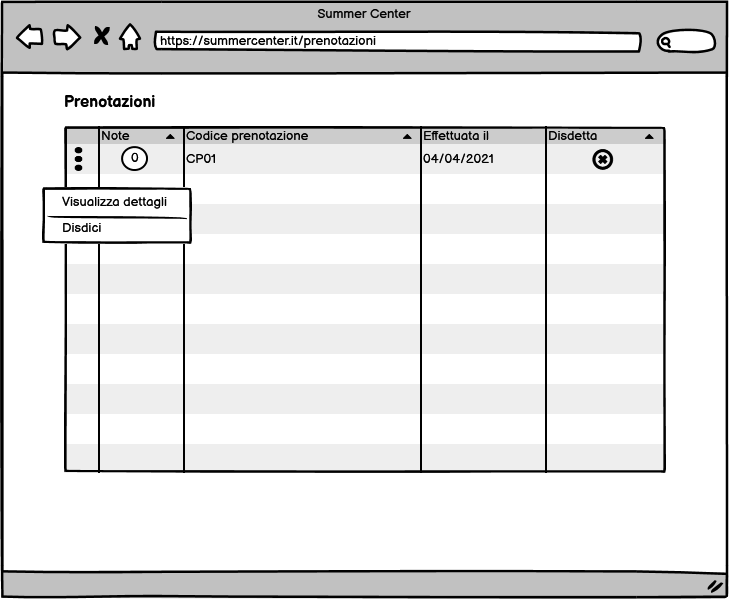 Summer Center
https://summercenter.it/prenotazioni
Prenotazioni
Note Codice prenotazione Effettuata il Disdetta
0 CP01 04/04/2021
Visualizza dettagli
Disdici